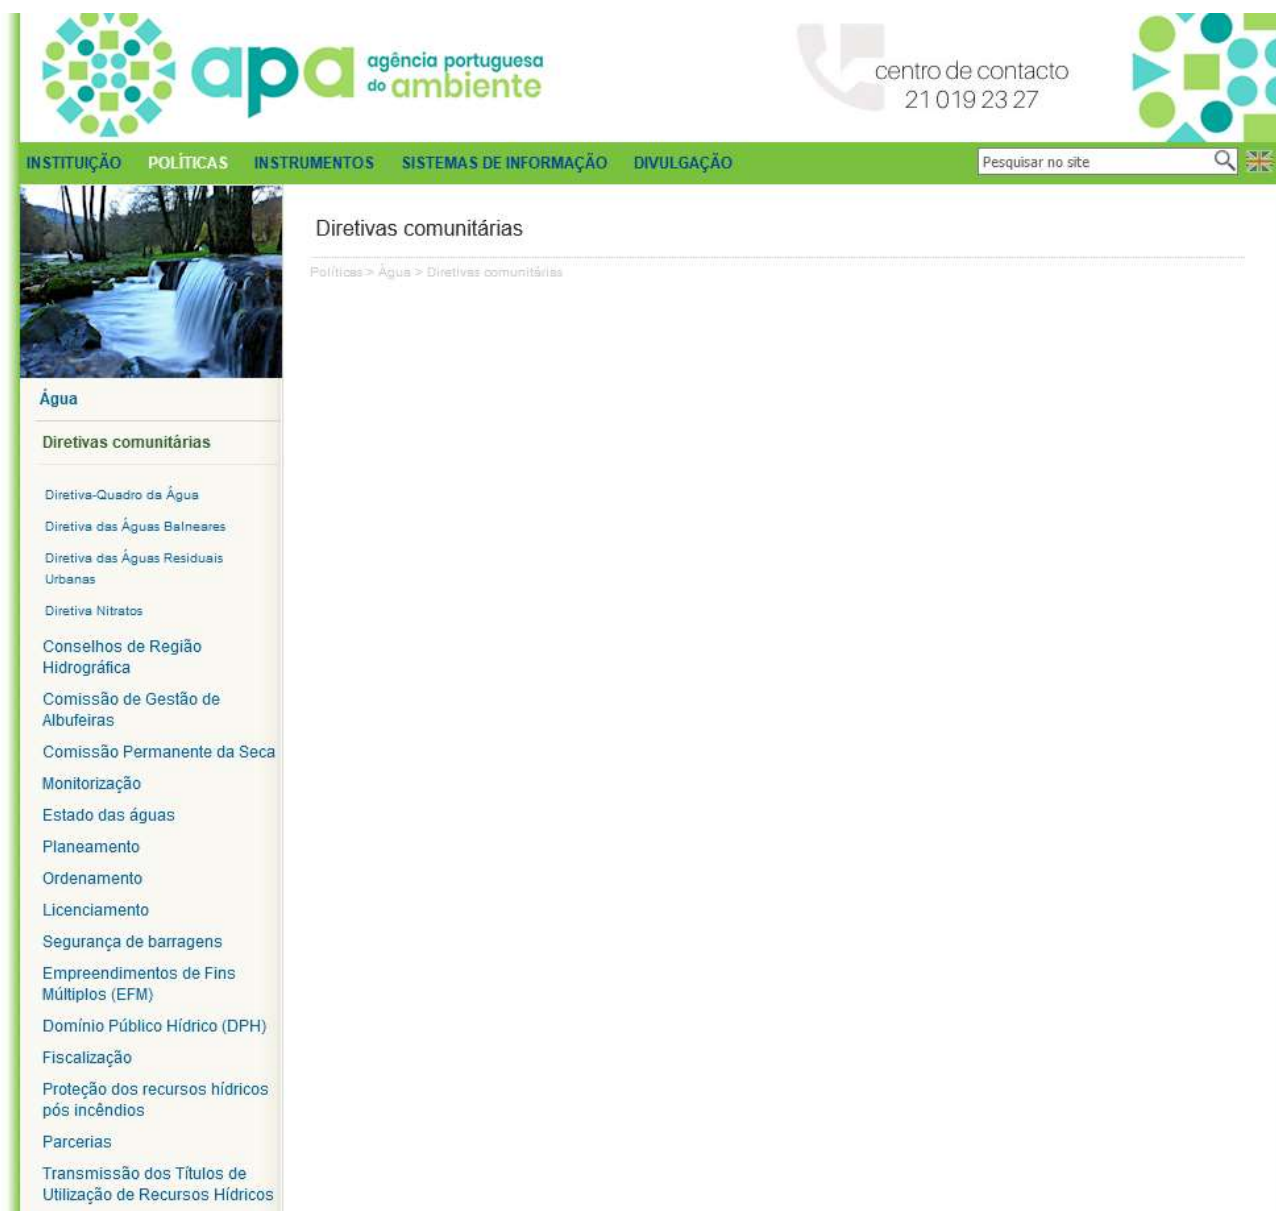 apa agência portuguesa
do ambiente
centro de contacto
21 019 23 27
INSTITUIÇÃO POLÍTICAS INSTRUMENTOS SISTEMAS DE INFORMAÇÃO DIVULGAÇÃO Pesquisar no site
Diretivas comunitárias
Políticas > Água > Diretivas comunitárias
Água
Diretivas comunitárias
Diretiva-Quadro da Água
Diretiva das Águas Balneares
Diretiva das Águas Residuais
Urbanas
Diretiva Nitratos
Conselhos de Região
Hidrográfica
Comissão de Gestão de
Albufeiras
Comissão Permanente da Seca
Monitorização
Estado das águas
Planeamento
Ordenamento
Licenciamento
Segurança de barragens
Empreendimentos de Fins
Múltiplos (EFM)
Domínio Público Hídrico (DPH)
Fiscalização
Proteção dos recursos hídricos
pós incêndios
Parcerias
Transmissão dos Títulos de
Utilização de Recursos Hídricos